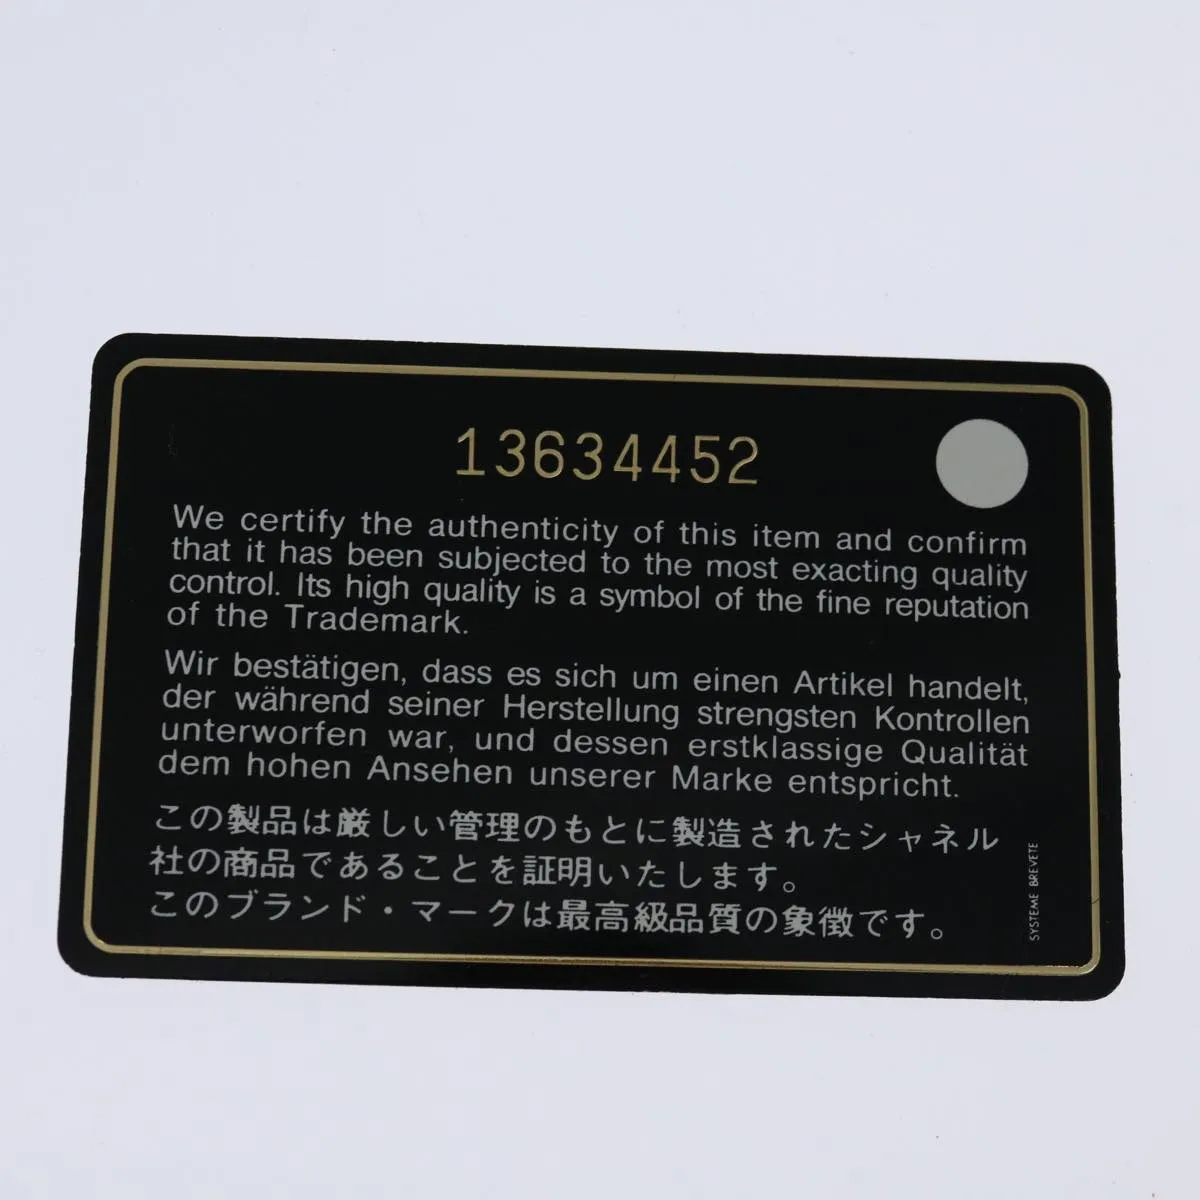 13634452
We certify the authenticity of this item and confirm
that it has been subjected to the most exacting quality
control. Its high quality is a symbol of the fine reputation
of the Trademark.
Wir bestätigen, dass es sich um einen Artikel handelt,
der während seiner Herstellung strengsten Kontrollen
unterworfen war, und dessen erstklassige Qualität
dem hohen Ansehen unserer Marke entspricht.
この製品は厳しい管理のもとに製造されたシャネル
社の商品であることを証明いたします。
このブランド・マークは最高級品質の象徴です。
SYSTEME BREVETE